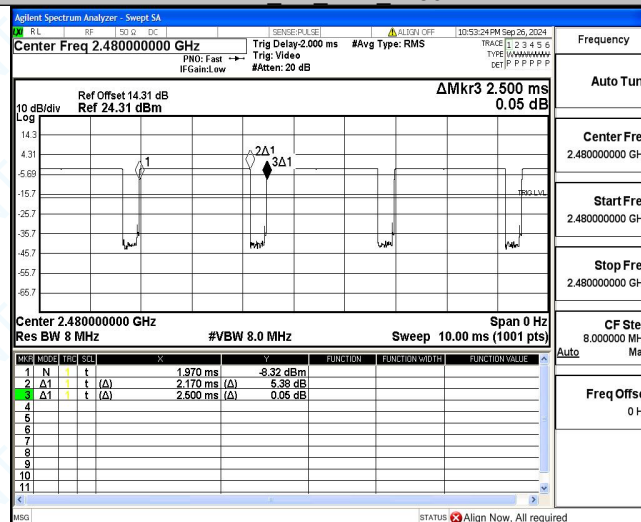 Agilent Spectrum Analyzer - Swept SA
RL RF 50 Ω DC SENSE:PULSE ALIGN OFF 10:53:24 PM Sep 26, 2024
Center Freq 2.480000000 GHz
PNO: Fast
IFGain:Low
Trig Delay-2.000 ms
Trig: Video
#Atten: 20 dB
#Avg Type: RMS
TRACE 1 2 3 4 5 6
TYPE
DET P P P P P P
Frequency
Auto Tun
Ref Offset 14.31 dB
10 dB/div Ref 24.31 dBm
Log
ΔMkr3 2.500 ms
0.05 dB
14.3
4.31
-5.69
-15.7
-25.7
-35.7
-45.7
-55.7
-65.7
1
2Δ1
3Δ1
TRIG LVL
Center Fre
2.480000000 GH
Start Fre
2.480000000 GH
Stop Fre
2.480000000 GH
CF Ste
8.000000 MH
Auto Ma
Freq Offse
0 H
Center 2.480000000 GHz Span 0 Hz
Res BW 8 MHz #VBW 8.0 MHz Sweep 10.00 ms (1001 pts)
MKR MODE TRC SCL X Y FUNCTION FUNCTION WIDTH FUNCTION VALUE
1 N 1 t 1.970 ms -8.32 dBm
2 Δ1 1 t (Δ) 2.170 ms (Δ) 5.38 dB
3 Δ1 1 t (Δ) 2.500 ms (Δ) 0.05 dB
4
5
6
7
8
9
10
11
MSG STATUS Align Now, All required